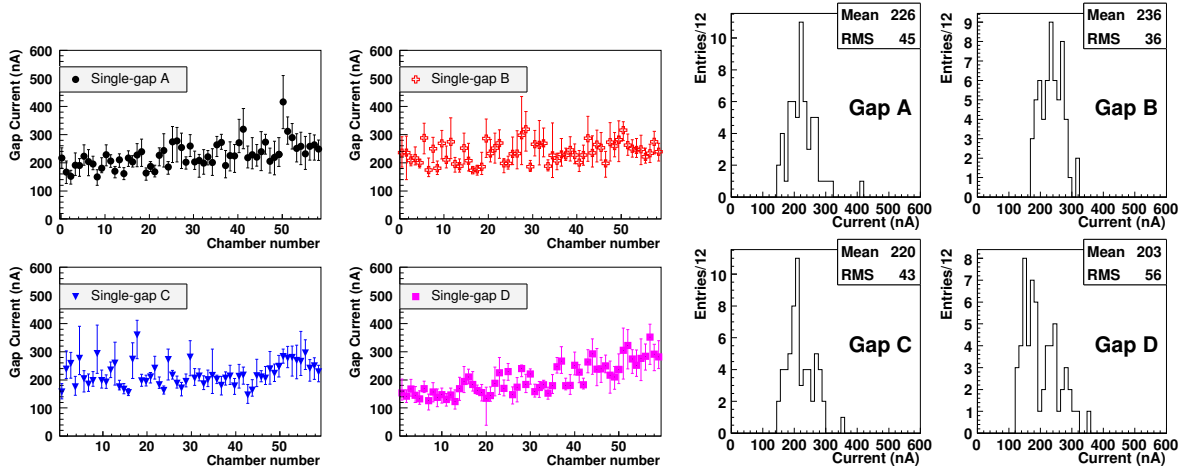 600
500
400
300
200
100
0
Gap Current (nA)
Single-gap A
0 10 20 30 40 50
Chamber number
600
500
400
300
200
100
0
Gap Current (nA)
Single-gap B
0 10 20 30 40 50
Chamber number
Mean 226
RMS 45
Entries/12
10
8
6
4
2
0
Gap A
0 100 200 300 400 500 600
Current (nA)
Mean 236
RMS 36
Entries/12
9
8
7
6
5
4
3
2
1
0
Gap B
0 100 200 300 400 500 600
Current (nA)
600
500
400
300
200
100
0
Gap Current (nA)
Single-gap C
0 10 20 30 40 50
Chamber number
600
500
400
300
200
100
0
Gap Current (nA)
Single-gap D
0 10 20 30 40 50
Chamber number
Mean 220
RMS 43
Entries/12
10
8
6
4
2
0
Gap C
0 100 200 300 400 500 600
Current (nA)
Mean 203
RMS 56
Entries/12
8
7
6
5
4
3
2
1
0
Gap D
0 100 200 300 400 500 600
Current (nA)